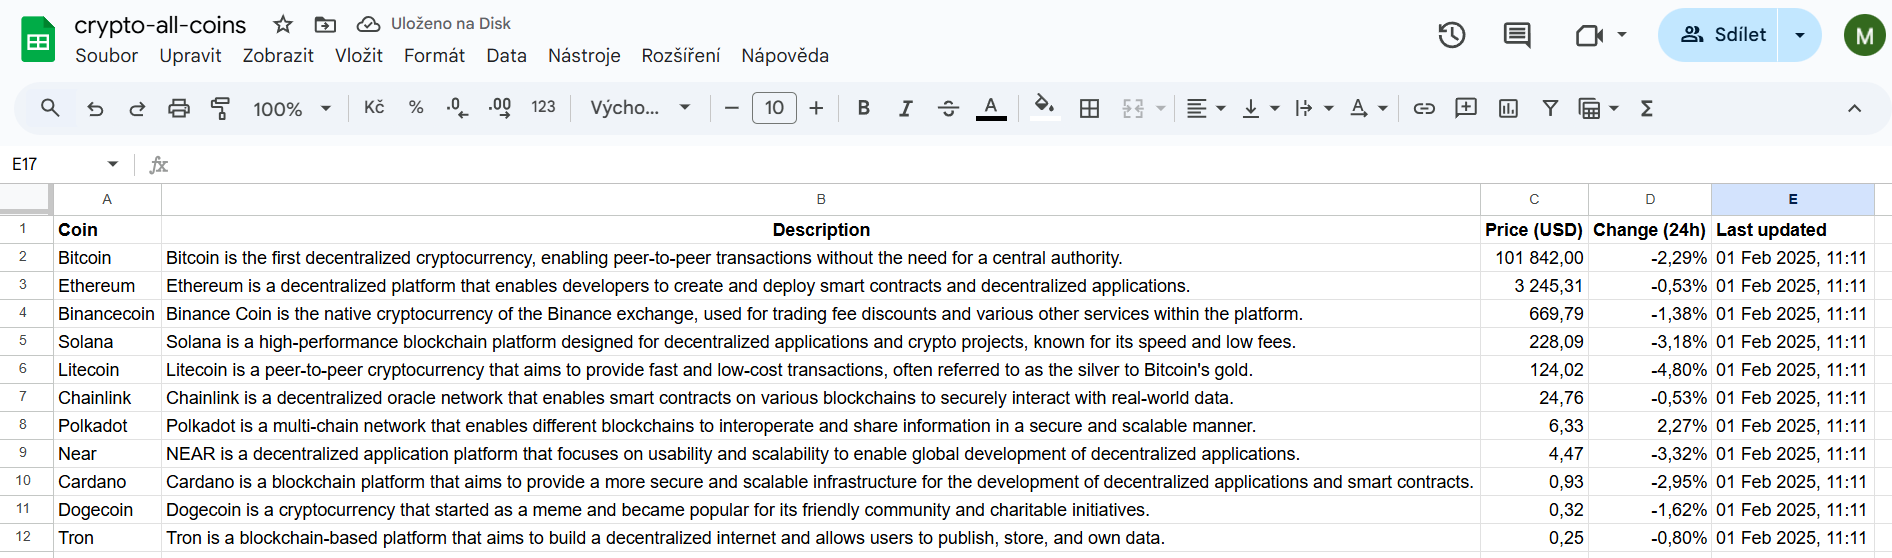 crypto-all-coins Uloženo na Disk
Soubor Upravit Zobrazit Vložit Formát Data Nástroje Rozšíření Nápověda
Sdílet M
100% Kč % .0 .00 123 Výcho... 10 B I A A Σ
E17 fx
A B C D E
1 Coin Description Price (USD) Change (24h) Last updated
2 Bitcoin Bitcoin is the first decentralized cryptocurrency, enabling peer-to-peer transactions without the need for a central authority. 101 842,00 -2,29% 01 Feb 2025, 11:11
3 Ethereum Ethereum is a decentralized platform that enables developers to create and deploy smart contracts and decentralized applications. 3 245,31 -0,53% 01 Feb 2025, 11:11
4 Binancecoin Binance Coin is the native cryptocurrency of the Binance exchange, used for trading fee discounts and various other services within the platform. 669,79 -1,38% 01 Feb 2025, 11:11
5 Solana Solana is a high-performance blockchain platform designed for decentralized applications and crypto projects, known for its speed and low fees. 228,09 -3,18% 01 Feb 2025, 11:11
6 Litecoin Litecoin is a peer-to-peer cryptocurrency that aims to provide fast and low-cost transactions, often referred to as the silver to Bitcoin's gold. 124,02 -4,80% 01 Feb 2025, 11:11
7 Chainlink Chainlink is a decentralized oracle network that enables smart contracts on various blockchains to securely interact with real-world data. 24,76 -0,53% 01 Feb 2025, 11:11
8 Polkadot Polkadot is a multi-chain network that enables different blockchains to interoperate and share information in a secure and scalable manner. 6,33 2,27% 01 Feb 2025, 11:11
9 Near NEAR is a decentralized application platform that focuses on usability and scalability to enable global development of decentralized applications. 4,47 -3,32% 01 Feb 2025, 11:11
10 Cardano Cardano is a blockchain platform that aims to provide a more secure and scalable infrastructure for the development of decentralized applications and smart contracts. 0,93 -2,95% 01 Feb 2025, 11:11
11 Dogecoin Dogecoin is a cryptocurrency that started as a meme and became popular for its friendly community and charitable initiatives. 0,32 -1,62% 01 Feb 2025, 11:11
12 Tron Tron is a blockchain-based platform that aims to build a decentralized internet and allows users to publish, store, and own data. 0,25 -0,80% 01 Feb 2025, 11:11